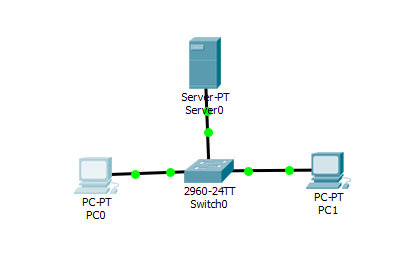 Server-PT
Server0
2960-24TT
Switch0
PC-PT
PC0
PC-PT
PC1